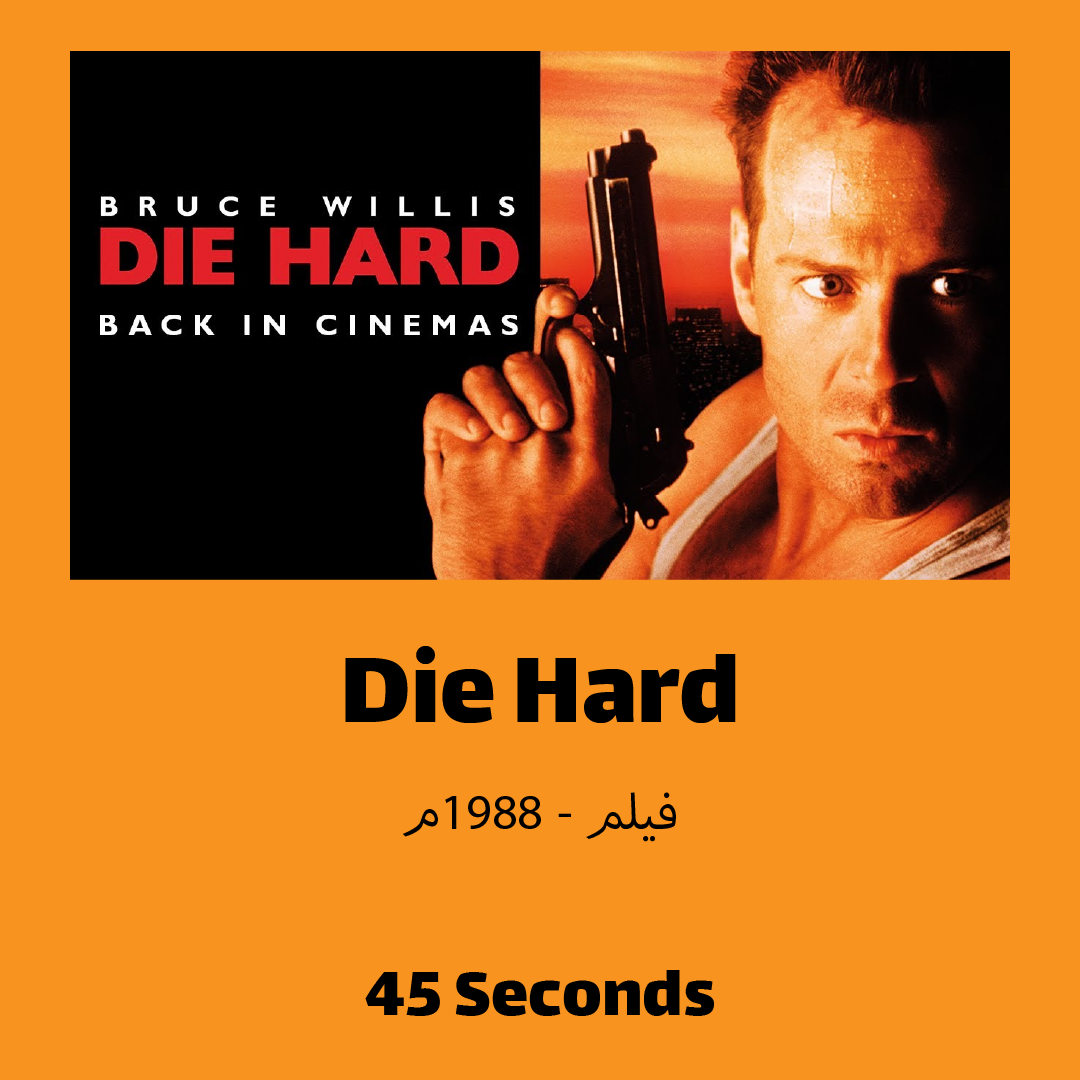 BRUCE WILLIS
DIE HARD
BACK IN CINEMAS
Die Hard
فيلم - 1988م
45 Seconds